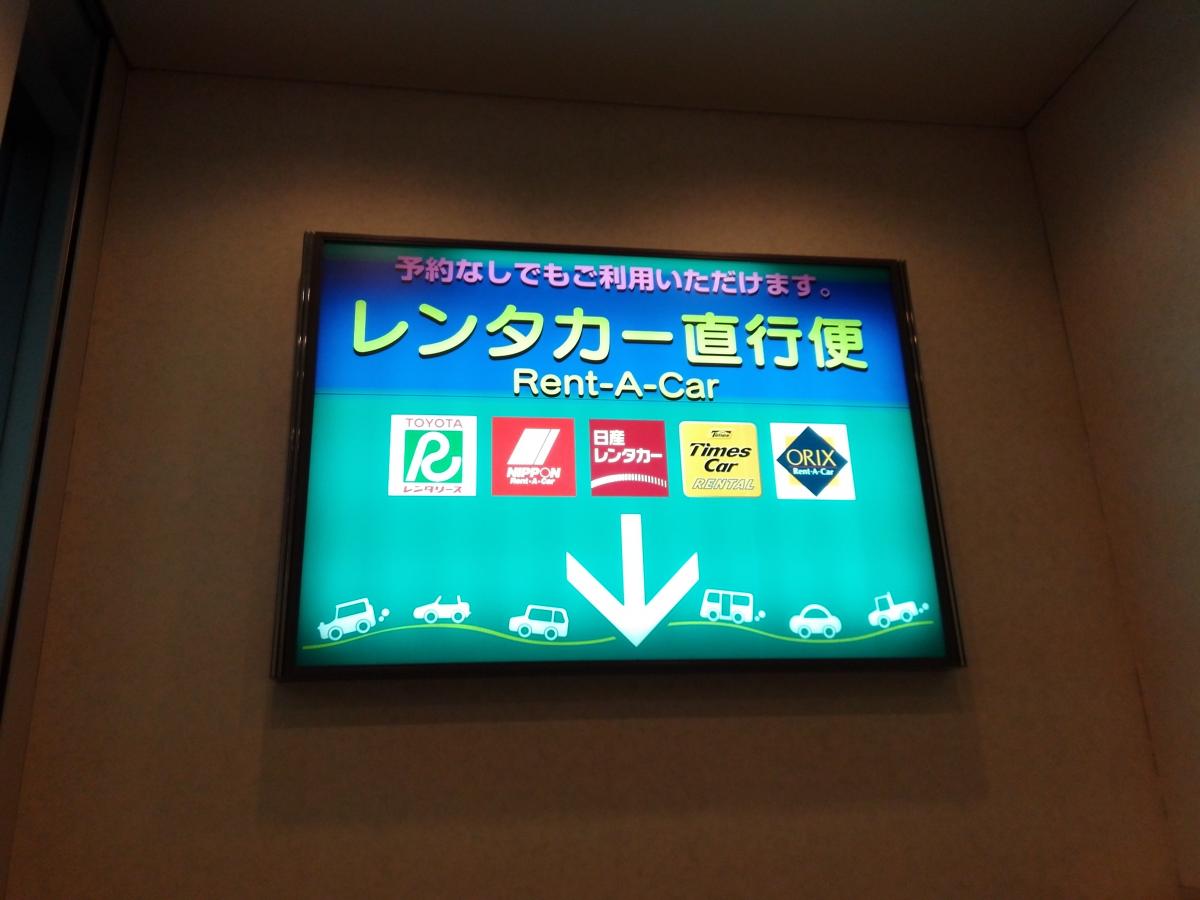 予約なしでもご利用いただけます。
レンタカー直行便
Rent-A-Car
TOYOTA
R
レンタリース
NIPPON
Rent-A-Car
日産
レンタカー
Times
Times
Car
RENTAL
ORIX
Rent-A-Car